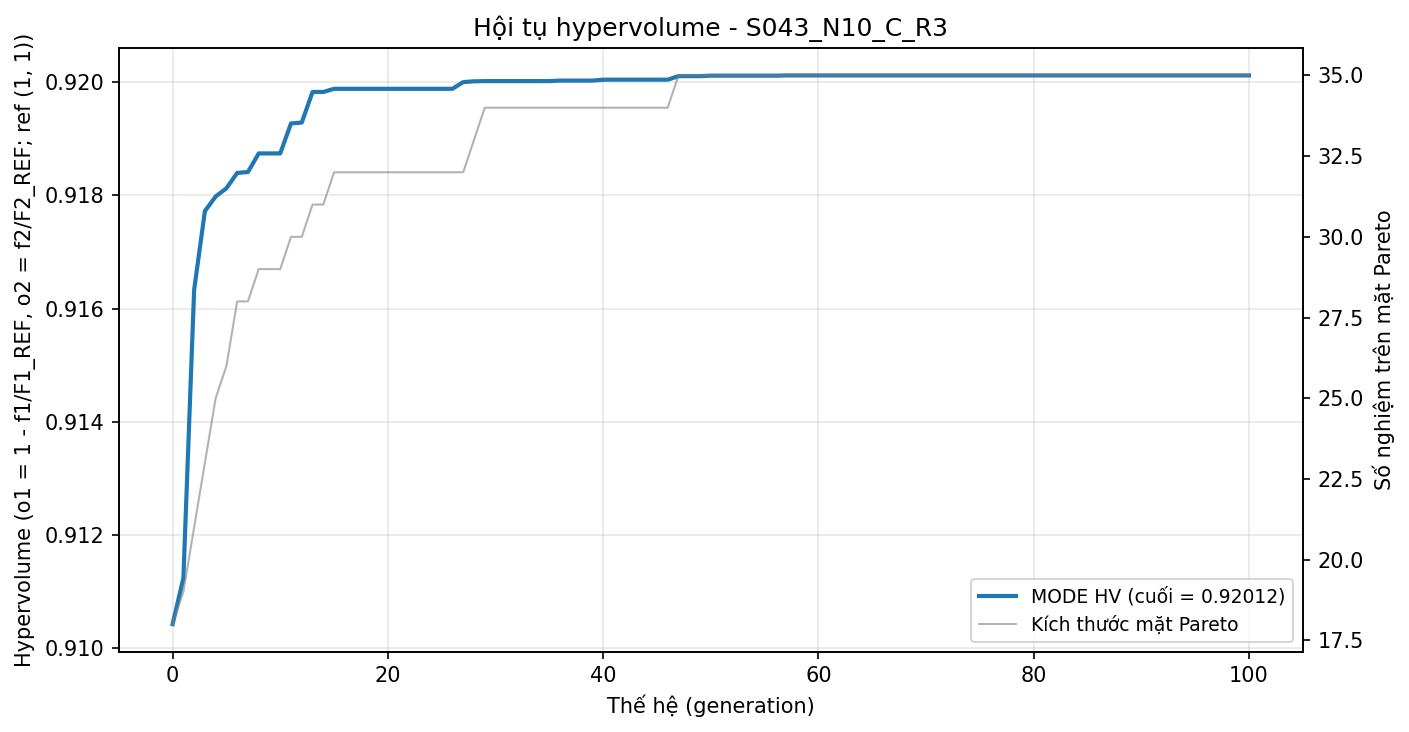 Hội tụ hypervolume - S043_N10_C_R3
Hypervolume (o1 = 1 - f1/F1_REF, o2 = f2/F2_REF; ref (1, 1))
0.920
0.918
0.916
0.914
0.912
0.910
35.0
32.5
30.0
27.5
25.0
22.5
20.0
17.5
Số nghiệm trên mặt Pareto
MODE HV (cuối = 0.92012)
Kích thước mặt Pareto
0 20 40 60 80 100
Thế hệ (generation)